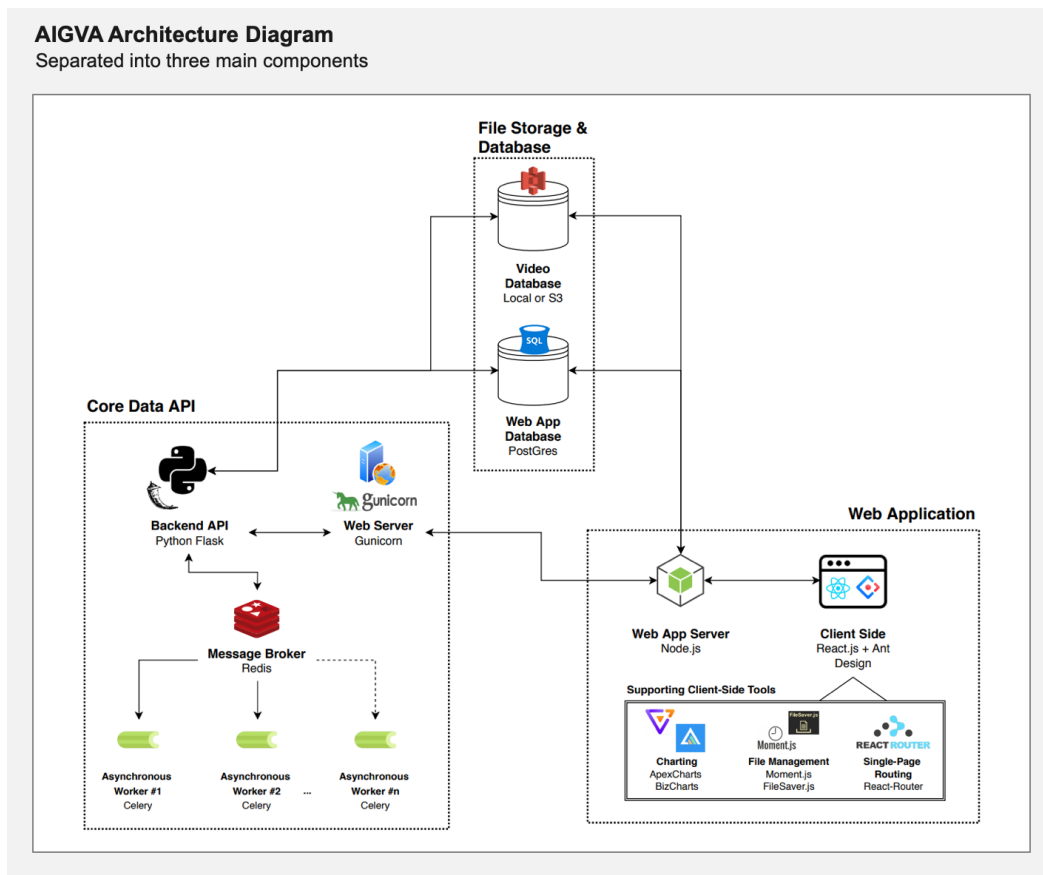 AIGVA Architecture Diagram
Separated into three main components
File Storage &
Database
Video
Database
Local or S3
SQL
Web App
Database
PostGres
Core Data API
gunicorn
Backend API
Python Flask
Web Server
Gunicorn
Message Broker
Redis
Asynchronous
Worker #1
Celery
Asynchronous
Worker #2
Celery
...
Asynchronous
Worker #n
Celery
Web Application
Web App Server
Node.js
Client Side
React.js + Ant
Design
Supporting Client-Side Tools
FileSaver.js
Moment.js
REACT ROUTER
Charting
ApexCharts
BizCharts
File Management
Moment.js
FileSaver.js
Single-Page
Routing
React-Router